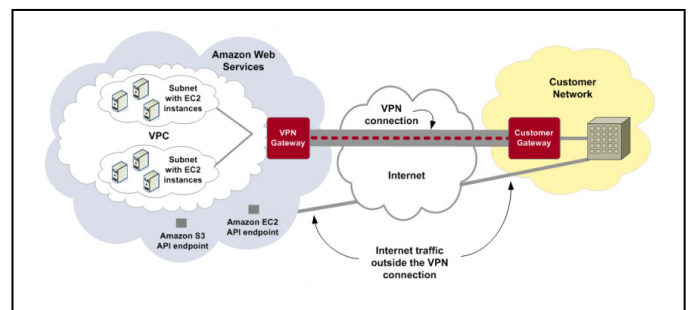 Amazon Web
Services
Subnet
with EC2
instances
VPC
Subnet
with EC2
instances
VPN
Gateway
Amazon S3
API endpoint
Amazon EC2
API endpoint
VPN
connection
Internet
Customer
Network
Customer
Gateway
Internet traffic
outside the VPN
connection